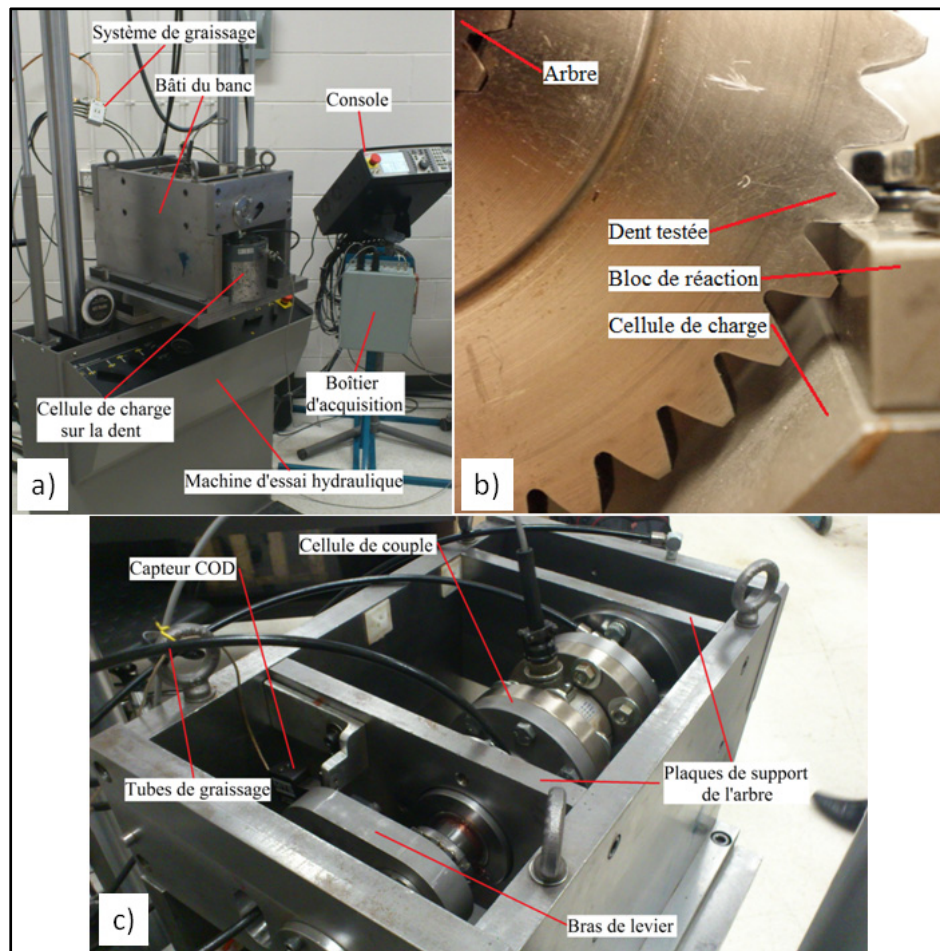 Système de graissage
Bâti du banc
Console
Cellule de charge
sur la dent
Boîtier
d'acquisition
Machine d'essai hydraulique
a)
Arbre
Dent testée
Bloc de réaction
Cellule de charge
b)
Cellule de couple
Capteur COD
Tubes de graissage
Plaques de support
de l'arbre
Bras de levier
c)